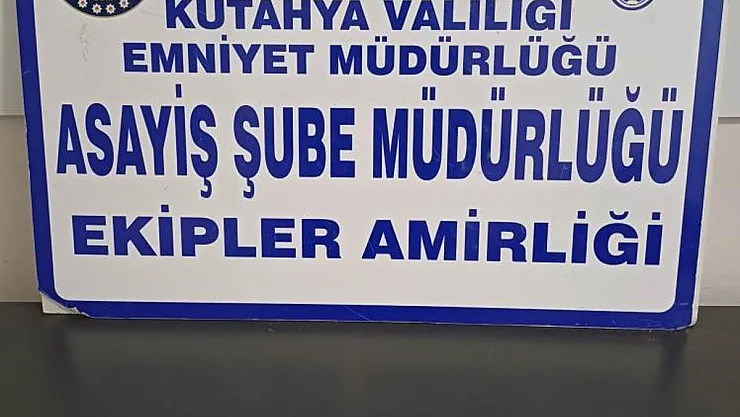 KÜTAHYA VALİLİĞİ
EMNİYET MÜDÜRLÜĞÜ
ASAYİŞ ŞUBE MÜDÜRLÜĞÜ
EKİPLER AMİRLİĞİ